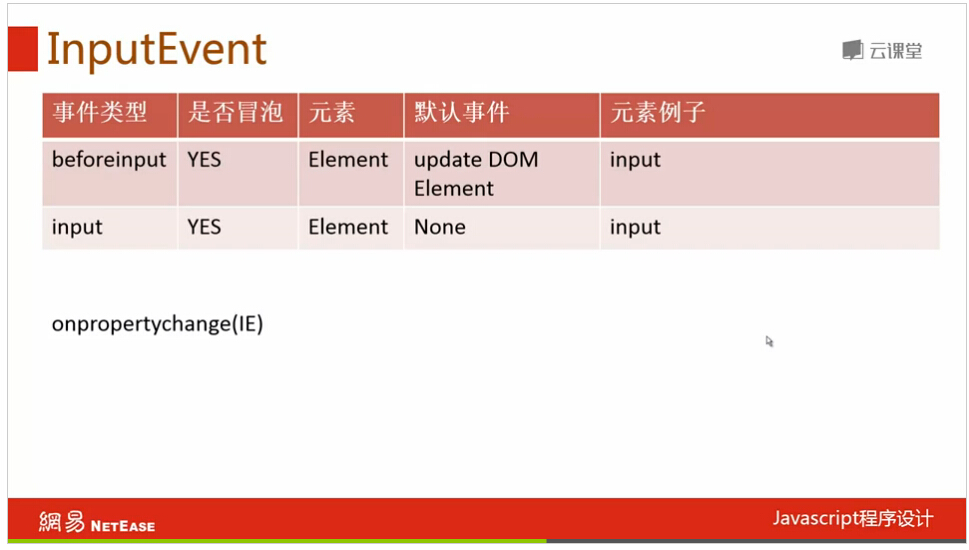 InputEvent
云课堂
事件类型 是否冒泡 元素 默认事件 元素例子
beforeinput YES Element update DOM input
Element
input YES Element None input
onpropertychange(IE)
網易 NETEASE
Javascript程序设计